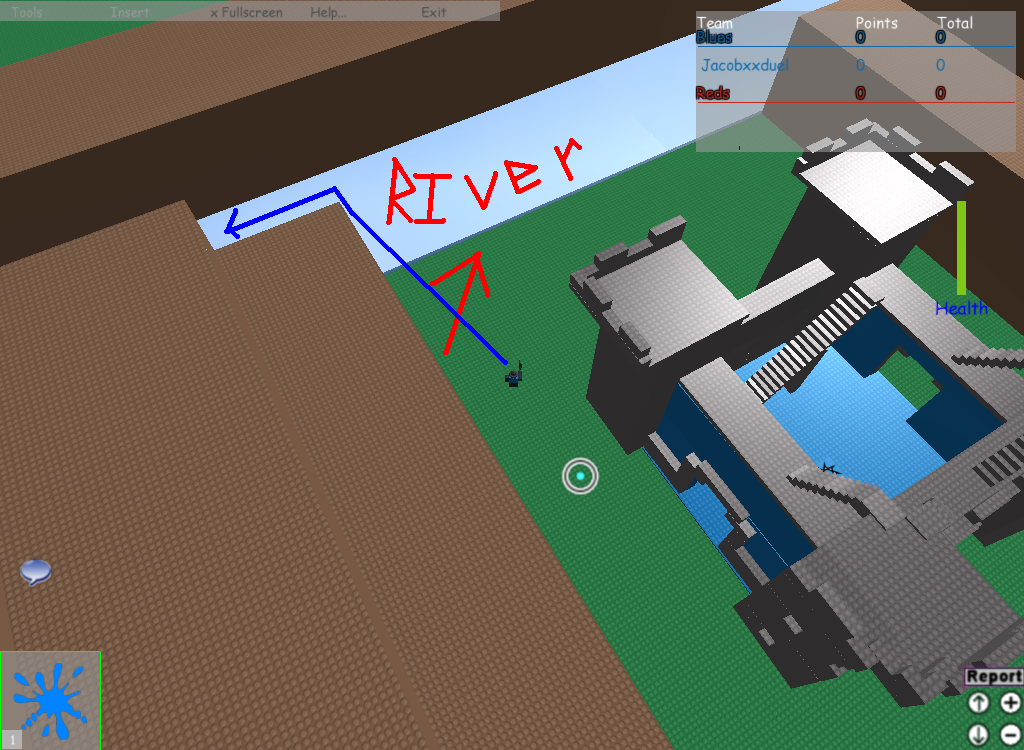 Tools Insert x Fullscreen Help... Exit
Team Points Total
Blues 0 0
Jacobxxduel 0 0
Reds 0 0
RIver
Health
1
Report